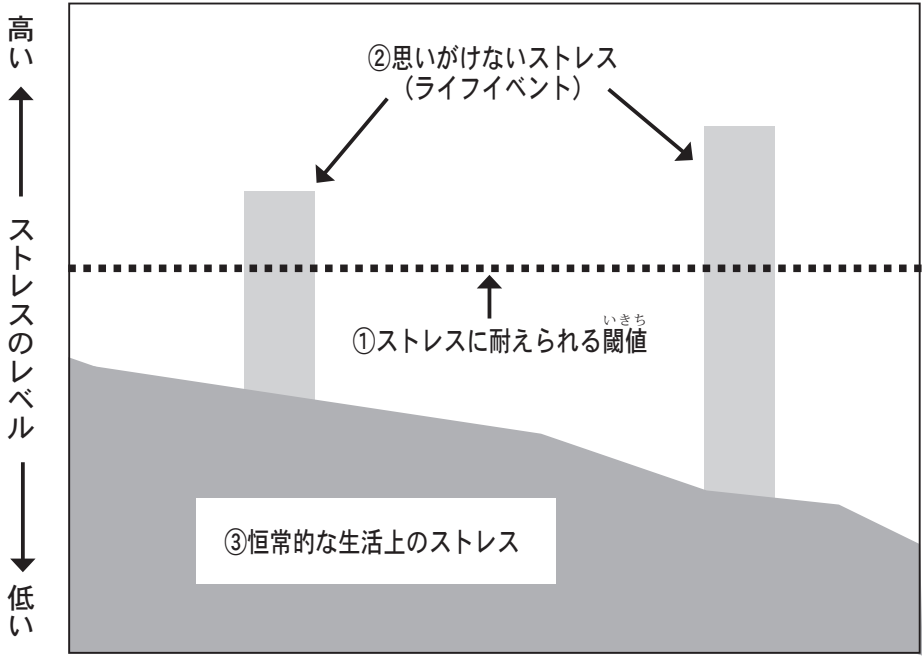 高い
ストレスのレベル
低い
②思いがけないストレス
（ライフイベント）
いきち
①ストレスに耐えられる閾値
③恒常的な生活上のストレス